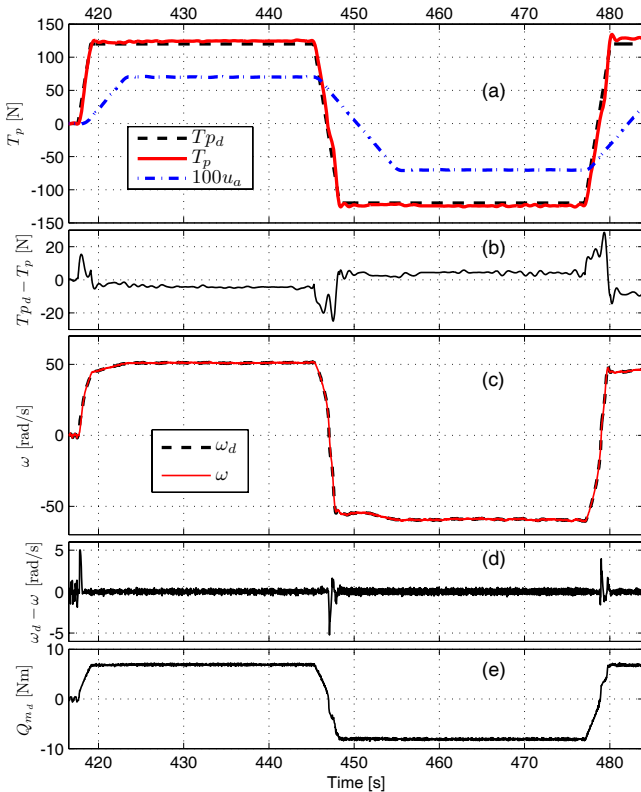 420 430 440 450 460 470 480
150
100
50
0
-50
-100
-150
T_p [N]
(a)
Tp_d
T_p
100u_a
20
0
-20
Tp_d − T_p [N]
(b)
50
0
-50
ω [rad/s]
(c)
ω_d
ω
5
0
-5
ω_d − ω [rad/s]
(d)
10
0
-10
Q_{m_d} [Nm]
(e)
420 430 440 450 460 470 480
Time [s]